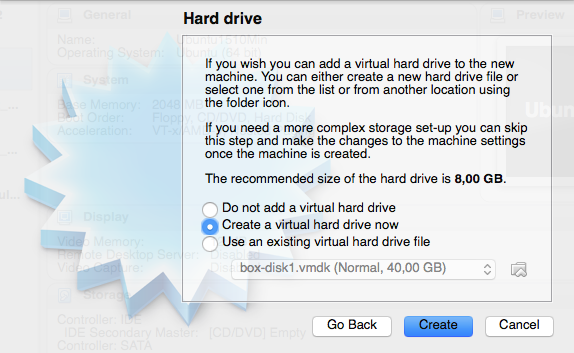 General
Preview
Hard drive
Name: Ubuntu1510Min
Operating System: Ubuntu (64 bit)
If you wish you can add a virtual hard drive to the new
machine. You can either create a new hard drive file or
select one from the list or from another location using
the folder icon.
System
Base Memory: 2048 MB
Boot Order: Floppy, CD/DVD, Hard Disk
Acceleration:
If you need a more complex storage set-up you can skip
this step and make the changes to the machine settings
once the machine is created.
The recommended size of the hard drive is 8,00 GB.
Do not add a virtual hard drive
Display
Create a virtual hard drive now
Video Memory:
Use an existing virtual hard drive file
Remote Desktop Server:
Video Capture:
box-disk1.vmdk (Normal, 40,00 GB)
Storage
Controller: IDE
IDE Secondary Master: [CD/DVD] Empty
Controller: SATA
Go Back
Create
Cancel